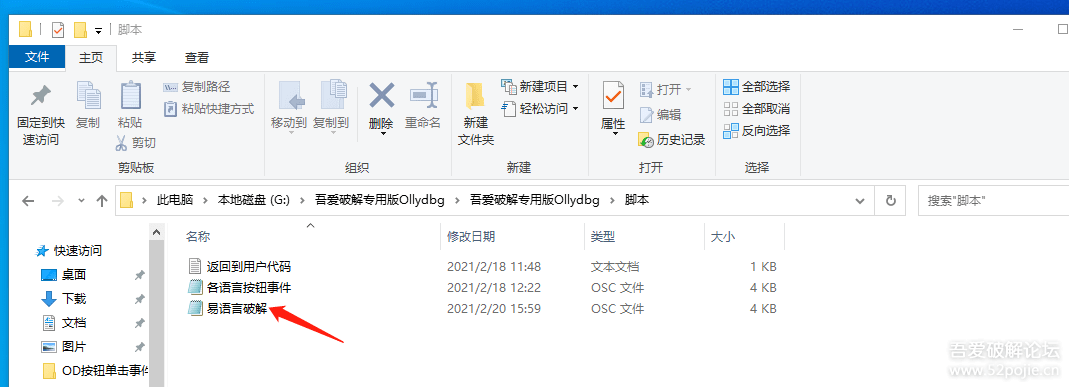 脚本
文件 主页 共享 查看
固定到快速访问 复制 粘贴 复制路径 粘贴快捷方式 剪切
移动到 复制到 删除 重命名
新建文件夹 新建项目 轻松访问
属性 打开 编辑 历史记录
全部选择 全部取消 反向选择
剪贴板 组织 新建 打开 选择
此电脑 本地磁盘 (G:) 吾爱破解专用版Ollydbg 吾爱破解专用版Ollydbg 脚本 搜索"脚本"
名称 修改日期 类型 大小
快速访问
桌面
下载
文档
图片
OD按钮单击事件
返回到用户代码 2021/2/18 11:48 文本文档 1 KB
各语言按钮事件 2021/2/18 12:22 OSC 文件 4 KB
易语言破解 2021/2/20 15:59 OSC 文件 4 KB
吾爱破解论坛
www.52pojie.cn